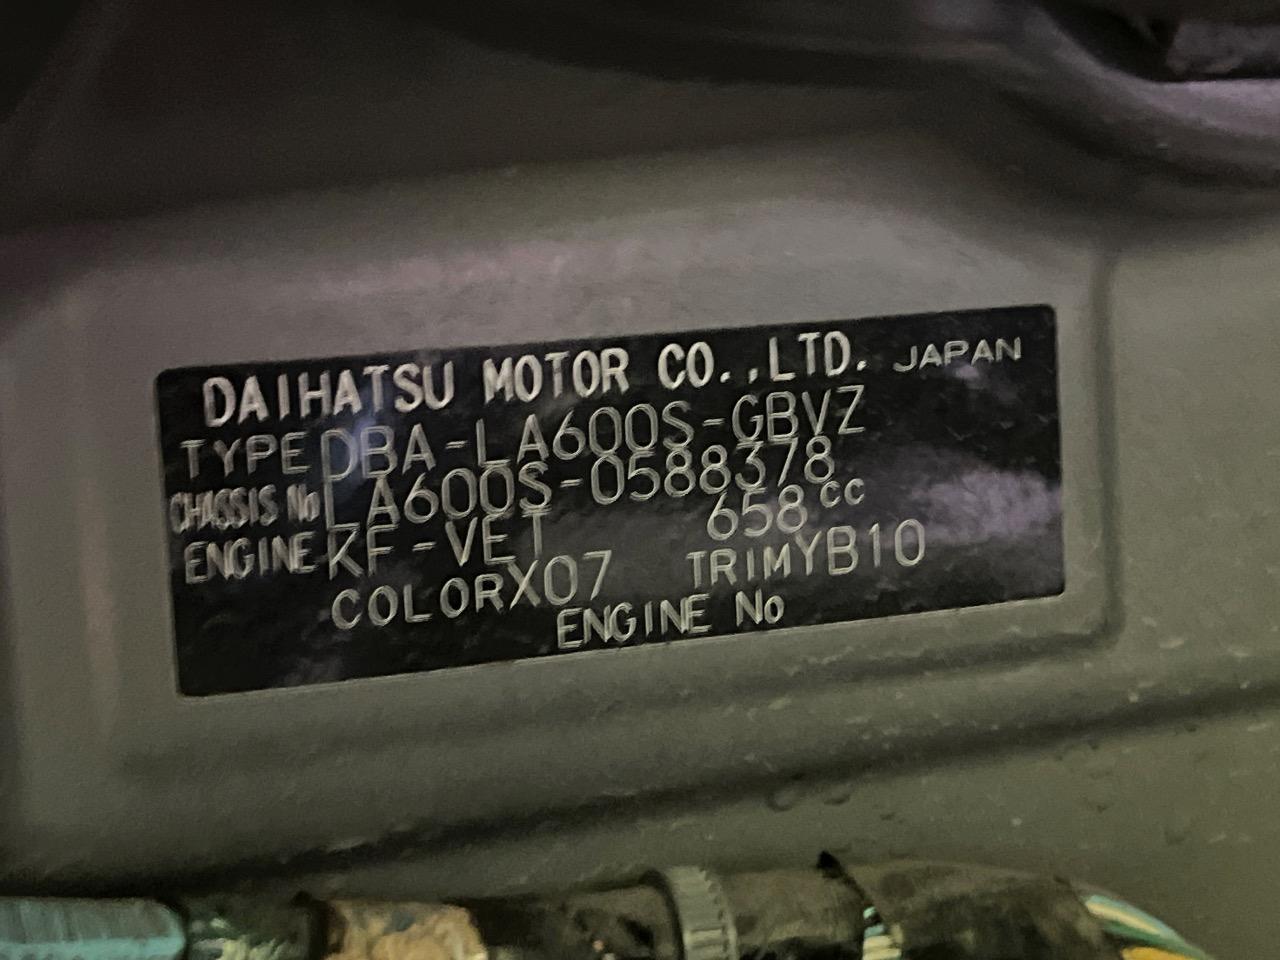 DAIHATSU MOTOR CO.,LTD. JAPAN
TYPE DBA-LA600S-GBVZ
CHASSIS No LA600S-0588378
ENGINE KF-VET 658cc
COLOR X07 TRIM YB10
ENGINE No